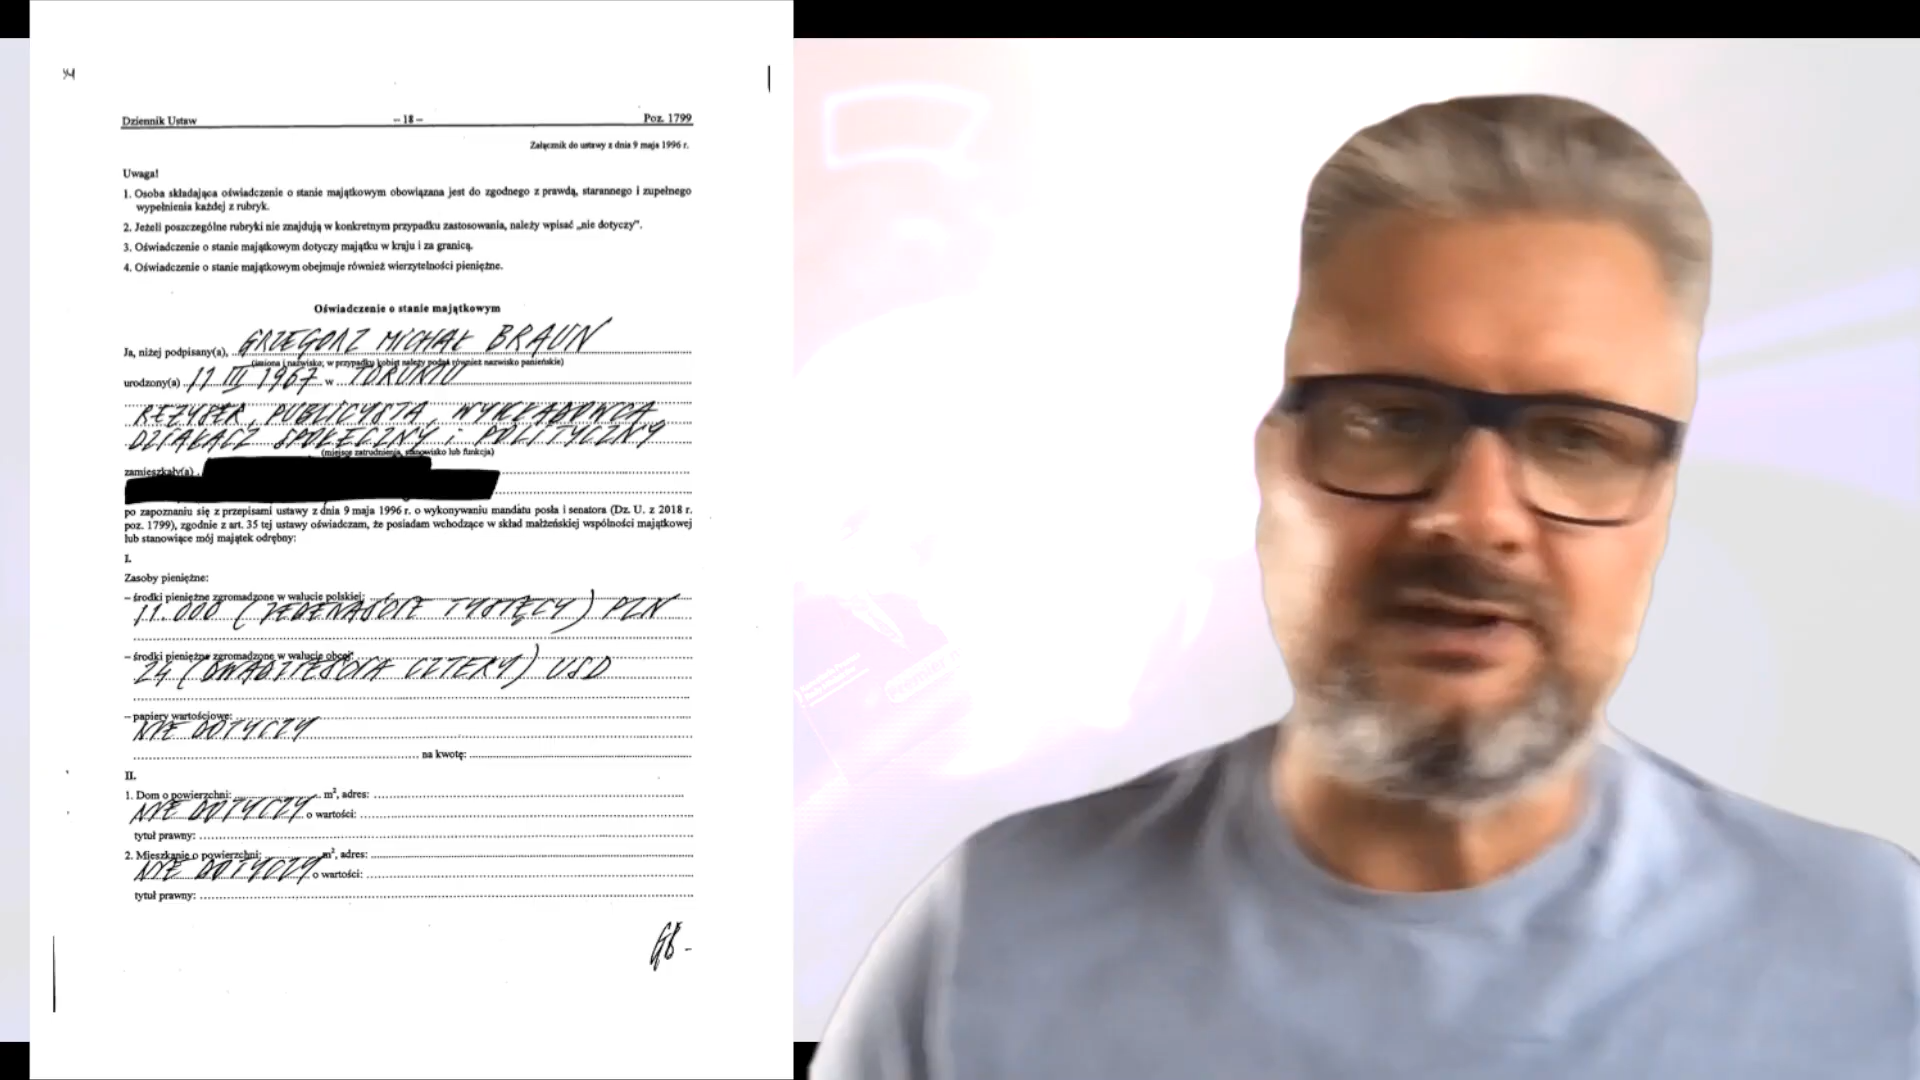 Dziennik Ustaw – 18 – Poz. 1799
Załącznik do ustawy z dnia 9 maja 1996 r.
Uwaga!
1. Osoba składająca oświadczenie o stanie majątkowym obowiązana jest do zgodnego z prawdą, starannego i zupełnego
wypełnienia każdej z rubryk.
2. Jeżeli poszczególne rubryki nie znajdują w konkretnym przypadku zastosowania, należy wpisać „nie dotyczy”.
3. Oświadczenie o stanie majątkowym dotyczy majątku w kraju i za granicą.
4. Oświadczenie o stanie majątkowym obejmuje również wierzytelności pieniężne.
Oświadczenie o stanie majątkowym
Ja, niżej podpisany(a), GRZEGORZ MICHAŁ BRAUN
(imiona i nazwisko; w przypadku kobiet należy podać również nazwisko panieńskie)
urodzony(a) 11 III 1967 w TORUNIU
REŻYSER, PUBLICYSTA, WYKŁADOWCA,
DZIAŁACZ SPOŁECZNY i POLITYCZNY
(miejsce zatrudnienia, stanowisko lub funkcja)
zamieszkały(a)
po zapoznaniu się z przepisami ustawy z dnia 9 maja 1996 r. o wykonywaniu mandatu posła i senatora (Dz. U. z 2018 r.
poz. 1799), zgodnie z art. 35 tej ustawy oświadczam, że posiadam wchodzące w skład małżeńskiej wspólności majątkowej
lub stanowiące mój majątek odrębny:
I.
Zasoby pieniężne:
– środki pieniężne zgromadzone w walucie polskiej:
11.000 (JEDENAŚCIE TYSIĘCY) PLN
– środki pieniężne zgromadzone w walucie obcej:
24 (DWADZIEŚCIA CZTERY) USD
– papiery wartościowe:
NIE DOTYCZY
na kwotę:
II.
1. Dom o powierzchni: m², adres:
NIE DOTYCZY o wartości:
tytuł prawny:
2. Mieszkanie o powierzchni: m², adres:
NIE DOTYCZY o wartości:
tytuł prawny:
GB -